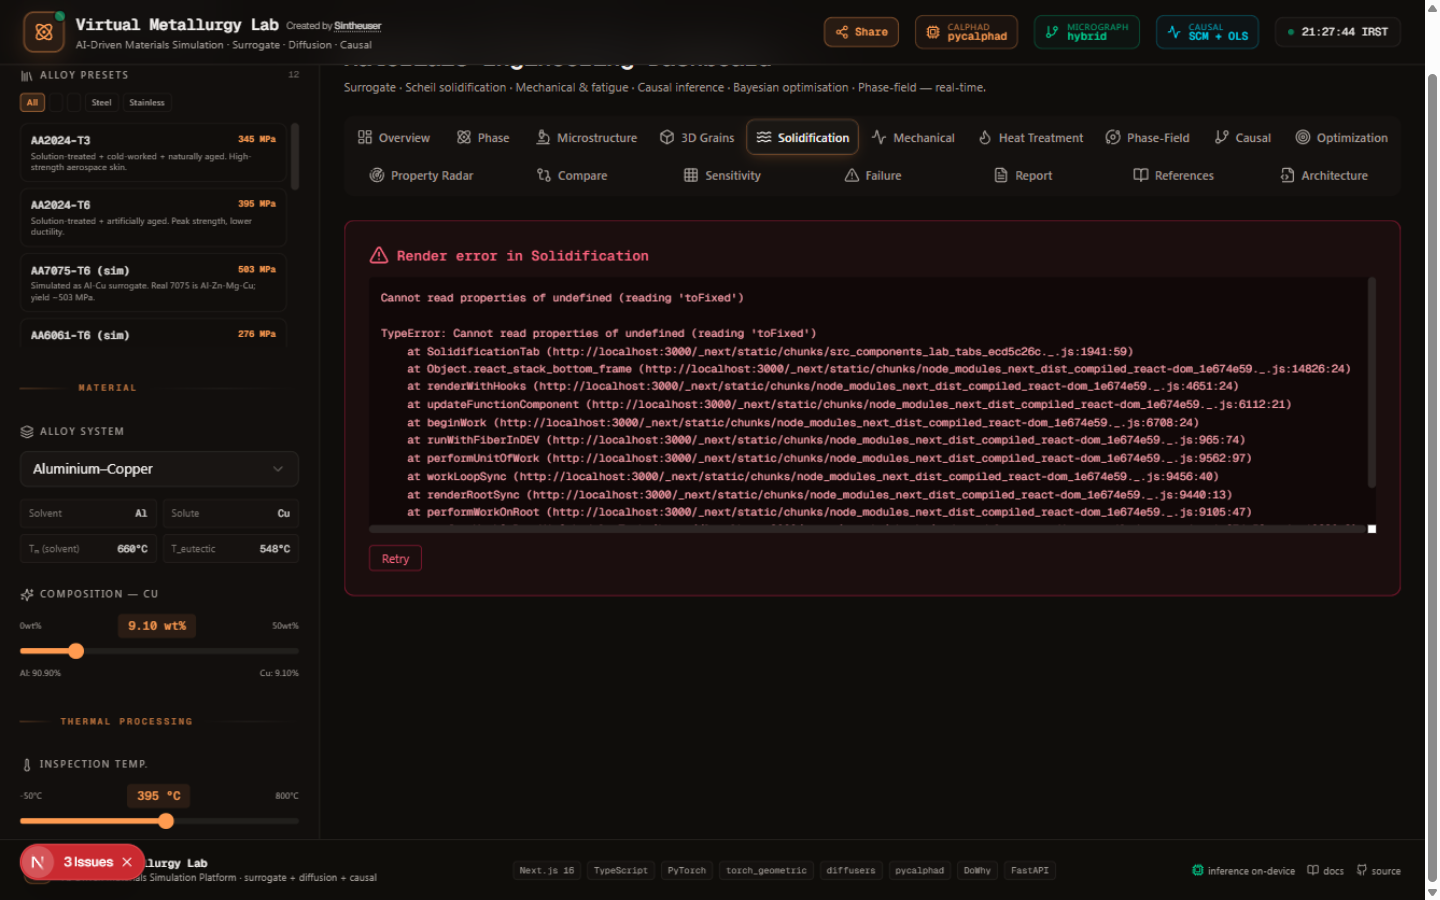 Virtual Metallurgy Lab Created by Sintheuser
AI-Driven Materials Simulation · Surrogate · Diffusion · Causal
Share
CALPHAD
pycalphad
MICROGRAPH
hybrid
CAUSAL
SCM + OLS
21:27:44 IRST
ALLOY PRESETS 12
All
Steel
Stainless
AA2024-T3 345 MPa
Solution-treated + cold-worked + naturally aged. High-
strength aerospace skin.
AA2024-T6 395 MPa
Solution-treated + artificially aged. Peak strength, lower
ductility.
AA7075-T6 (sim) 503 MPa
Simulated as Al-Cu surrogate. Real 7075 is Al-Zn-Mg-Cu;
yield ~503 MPa.
AA6061-T6 (sim) 276 MPa
MATERIAL
ALLOY SYSTEM
Aluminium–Copper
Solvent Al
Solute Cu
Tₘ (solvent) 660°C
T_eutectic 548°C
COMPOSITION — CU
0wt% 9.10 wt% 50wt%
Al: 90.90% Cu: 9.10%
THERMAL PROCESSING
INSPECTION TEMP.
-50°C 395 °C 800°C
Surrogate · Scheil solidification · Mechanical & fatigue · Causal inference · Bayesian optimisation · Phase-field — real-time.
Overview
Phase
Microstructure
3D Grains
Solidification
Mechanical
Heat Treatment
Phase-Field
Causal
Optimization
Property Radar
Compare
Sensitivity
Failure
Report
References
Architecture
Render error in Solidification
Cannot read properties of undefined (reading 'toFixed')
TypeError: Cannot read properties of undefined (reading 'toFixed')
at SolidificationTab (http://localhost:3000/_next/static/chunks/src_components_lab_tabs_ecd5c26c._.js:1941:59)
at Object.react_stack_bottom_frame (http://localhost:3000/_next/static/chunks/node_modules_next_dist_compiled_react-dom_1e674e59._.js:14826:24)
at renderWithHooks (http://localhost:3000/_next/static/chunks/node_modules_next_dist_compiled_react-dom_1e674e59._.js:4651:24)
at updateFunctionComponent (http://localhost:3000/_next/static/chunks/node_modules_next_dist_compiled_react-dom_1e674e59._.js:6112:21)
at beginWork (http://localhost:3000/_next/static/chunks/node_modules_next_dist_compiled_react-dom_1e674e59._.js:6708:24)
at runWithFiberInDEV (http://localhost:3000/_next/static/chunks/node_modules_next_dist_compiled_react-dom_1e674e59._.js:965:74)
at performUnitOfWork (http://localhost:3000/_next/static/chunks/node_modules_next_dist_compiled_react-dom_1e674e59._.js:9562:97)
at workLoopSync (http://localhost:3000/_next/static/chunks/node_modules_next_dist_compiled_react-dom_1e674e59._.js:9456:40)
at renderRootSync (http://localhost:3000/_next/static/chunks/node_modules_next_dist_compiled_react-dom_1e674e59._.js:9440:13)
at performWorkOnRoot (http://localhost:3000/_next/static/chunks/node_modules_next_dist_compiled_react-dom_1e674e59._.js:9105:47)
Retry
N 3 Issues
llurgy Lab
ls Simulation Platform · surrogate + diffusion + causal
Next.js 16
TypeScript
PyTorch
torch_geometric
diffusers
pycalphad
DoWhy
FastAPI
inference on-device
docs
source